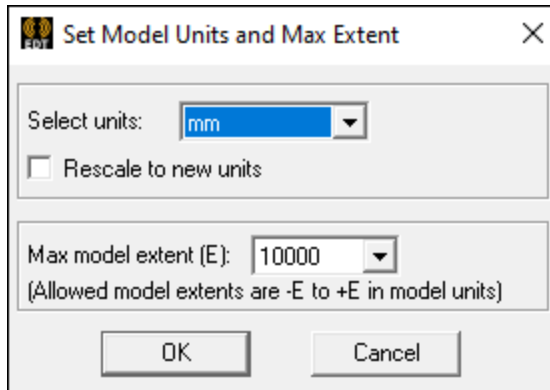 EDT Set Model Units and Max Extent
Select units: mm
Rescale to new units
Max model extent (E): 10000
(Allowed model extents are -E to +E in model units)
OK Cancel